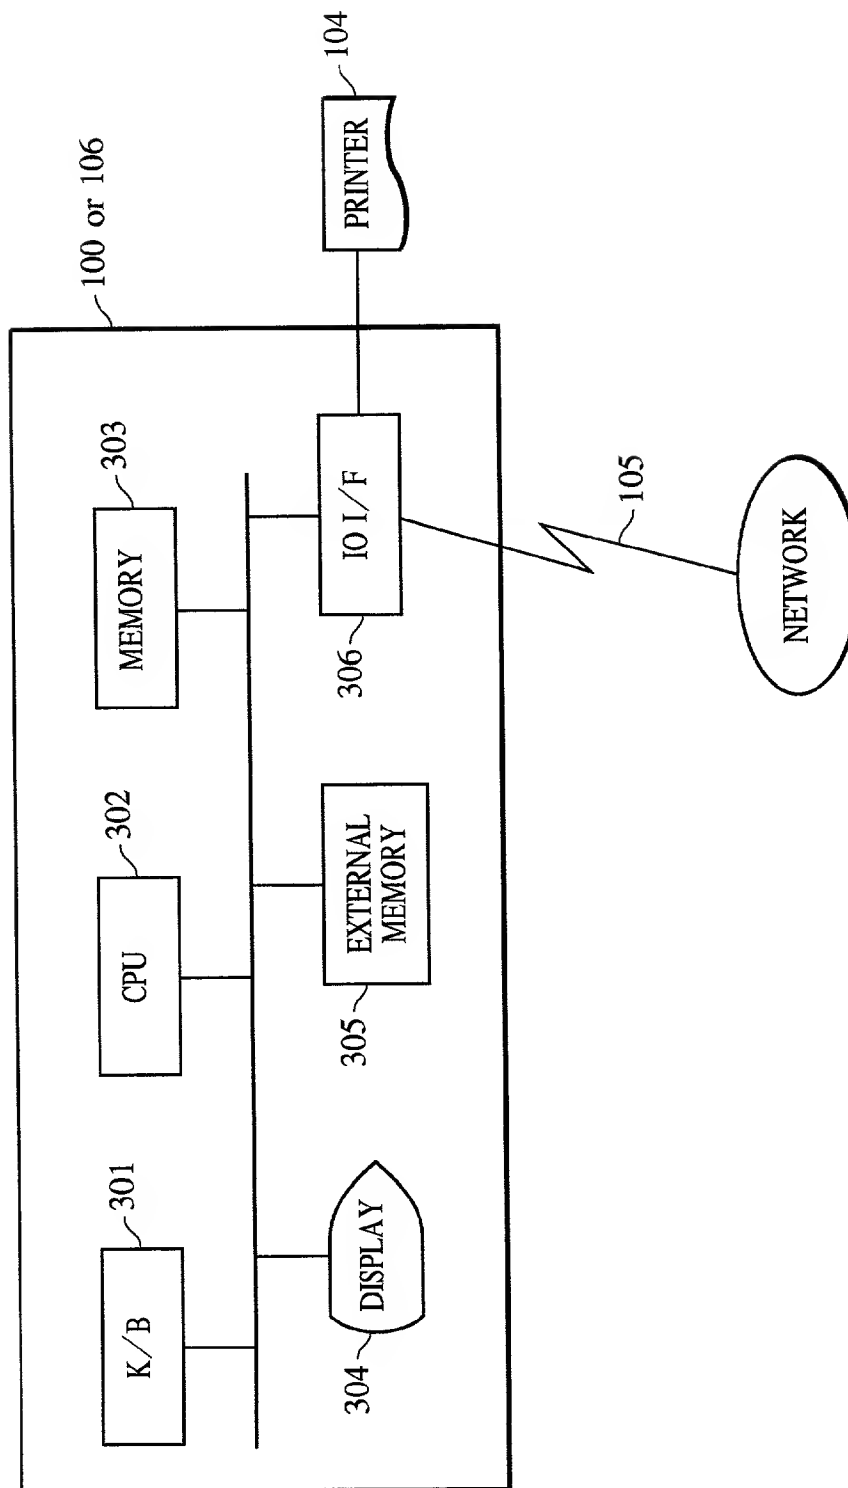 100 or 106
301
K/B
302
CPU
303
MEMORY
304
DISPLAY
305
EXTERNAL
MEMORY
306
IO I/F
104
PRINTER
105
NETWORK